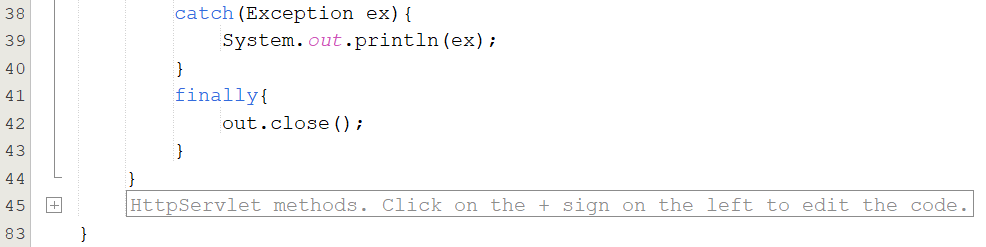 38 catch(Exception ex){
39 System.out.println(ex);
40 }
41 finally{
42 out.close();
43 }
44 }
45 + HttpServlet methods. Click on the + sign on the left to edit the code.
83 }